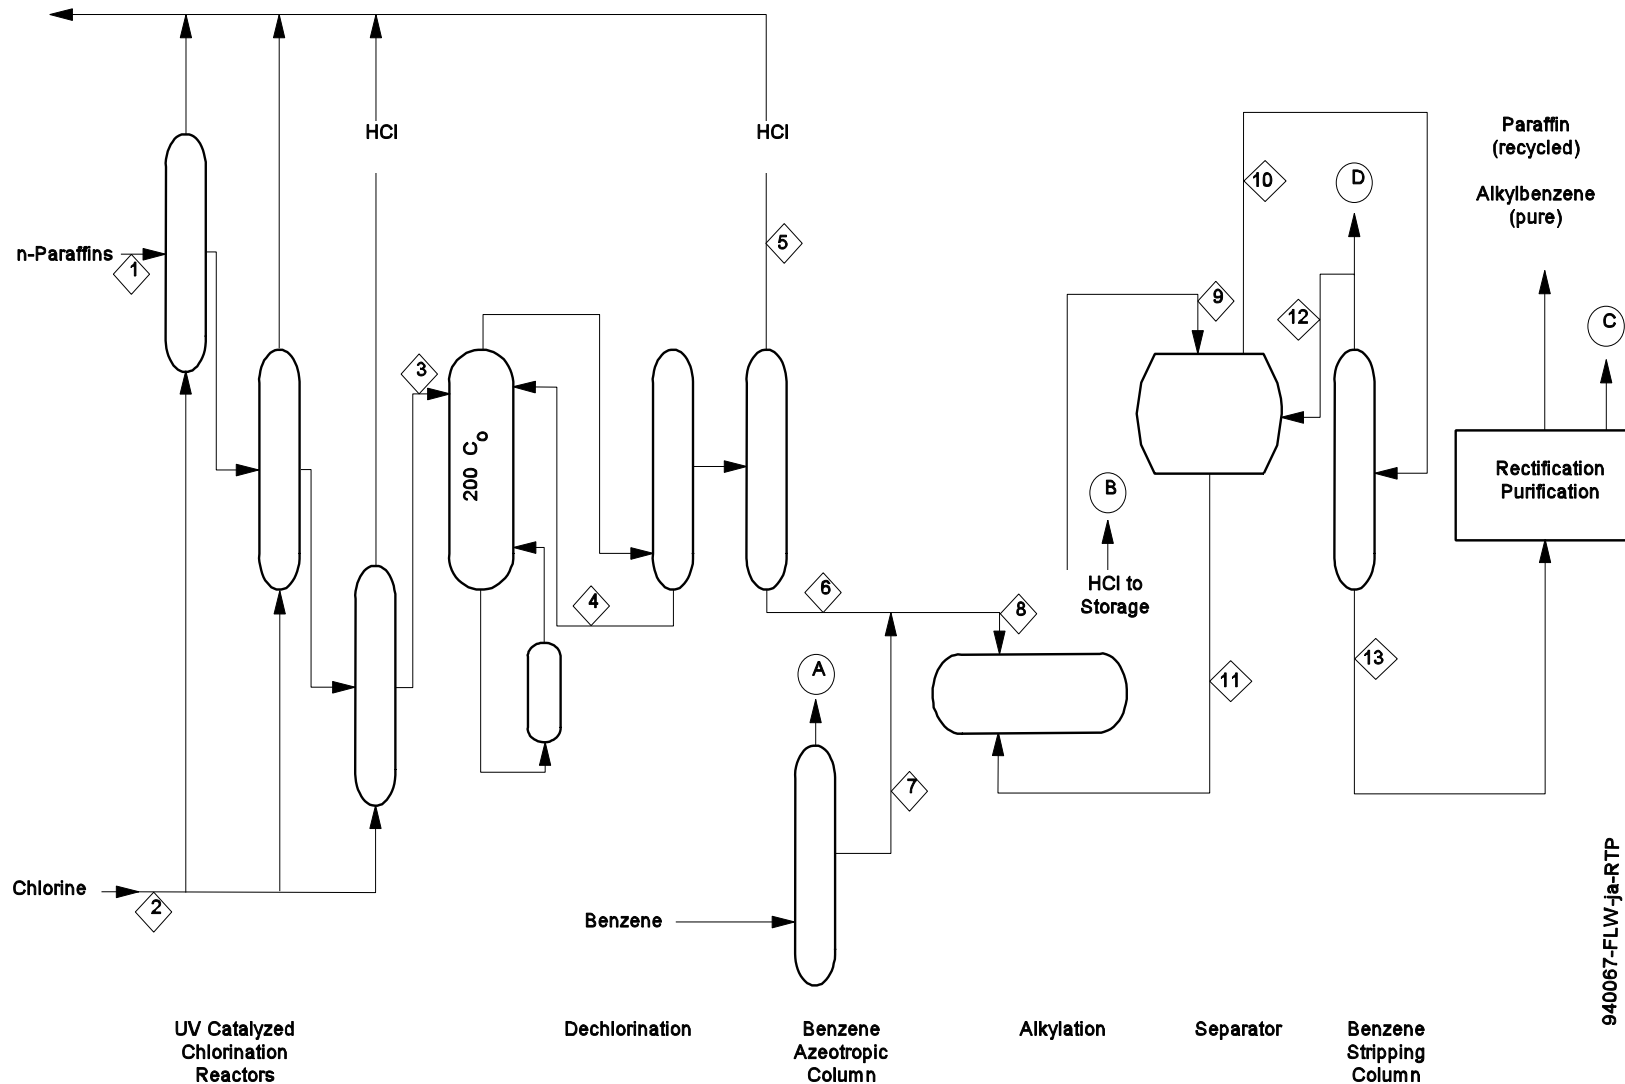 HCl
HCl
Paraffin
(recycled)
Alkylbenzene
(pure)
10
D
n-Paraffins
1
5
9
12
C
3
200 Co
Rectification
Purification
B
HCl to
Storage
4
6
8
A
11
13
7
Chlorine
2
Benzene
940067-FLW-ja-RTP
UV Catalyzed
Chlorination
Reactors
Dechlorination
Benzene
Azeotropic
Column
Alkylation
Separator
Benzene
Stripping
Column